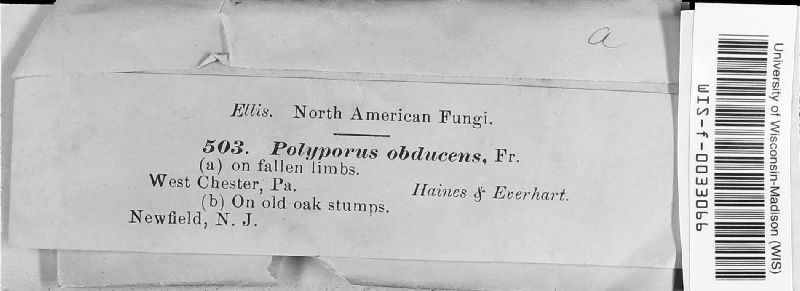 a
Ellis. North American Fungi.
503. Polyporus obducens, Fr.
(a) on fallen limbs.
West Chester, Pa. Haines & Everhart.
(b) On old oak stumps.
Newfield, N. J.
University of Wisconsin-Madison (WIS)
WIS-f-0033066